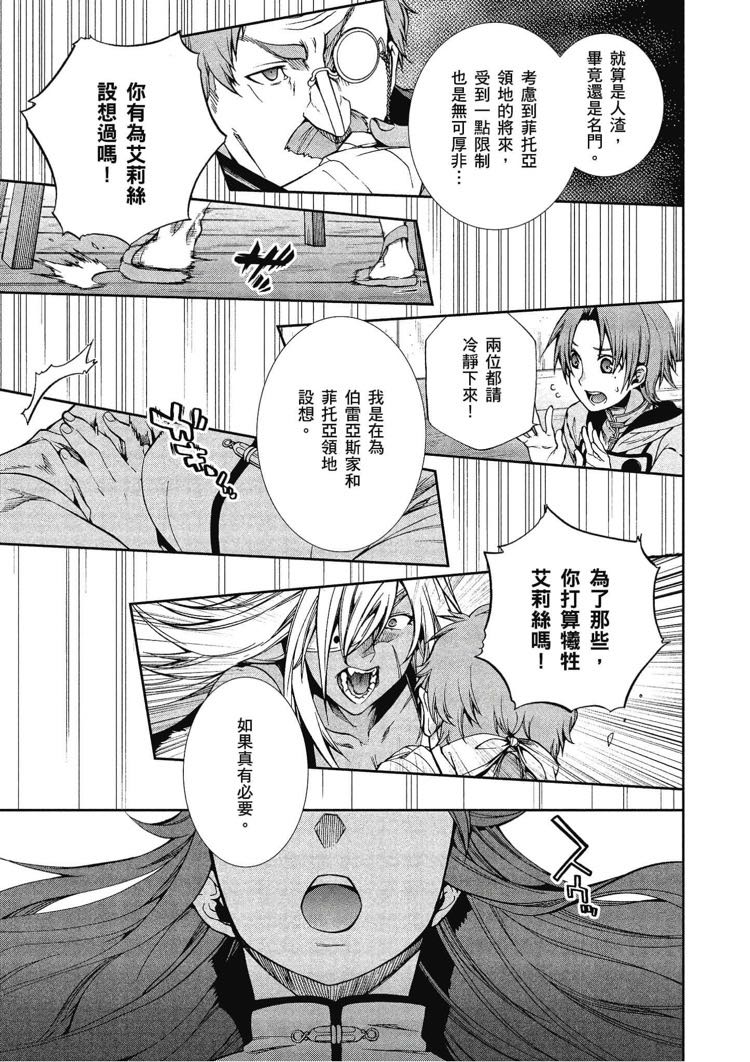 就算是人渣，
畢竟還是名門。
考慮到菲托亞
領地的將來，
受到一點限制
也是無可厚非…
你有為艾莉絲
設想過嗎！
兩位都請
冷靜下來！
我是在為
伯雷亞斯家和
菲托亞領地
設想。
為了那些，
你打算犧牲
艾莉絲嗎！
如果真有必要。